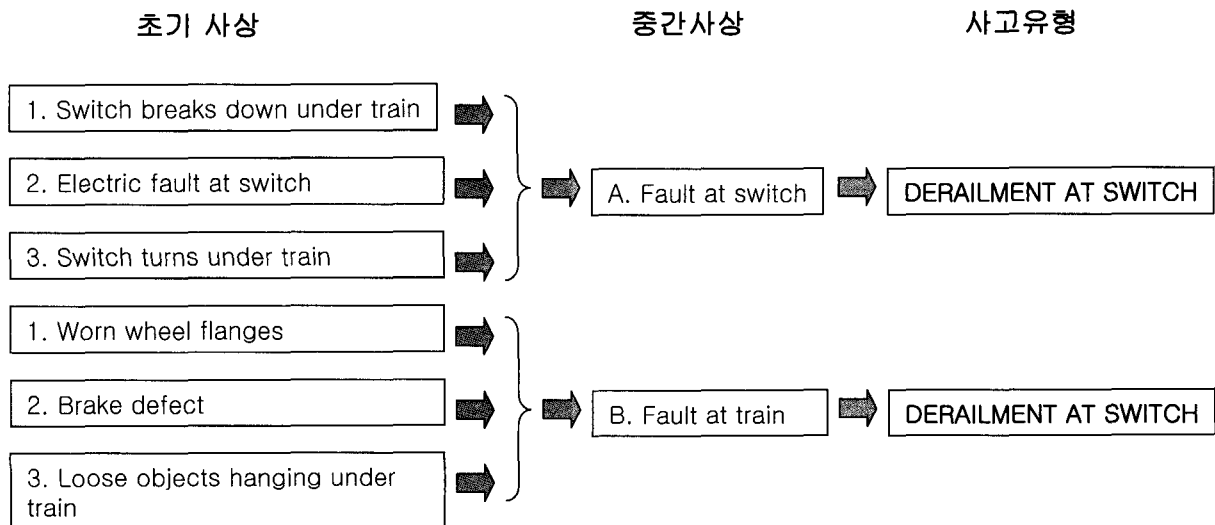 초기 사상
중간사상
사고유형
1. Switch breaks down under train
2. Electric fault at switch
3. Switch turns under train
A. Fault at switch
DERAILMENT AT SWITCH
1. Worn wheel flanges
2. Brake defect
3. Loose objects hanging under
train
B. Fault at train
DERAILMENT AT SWITCH